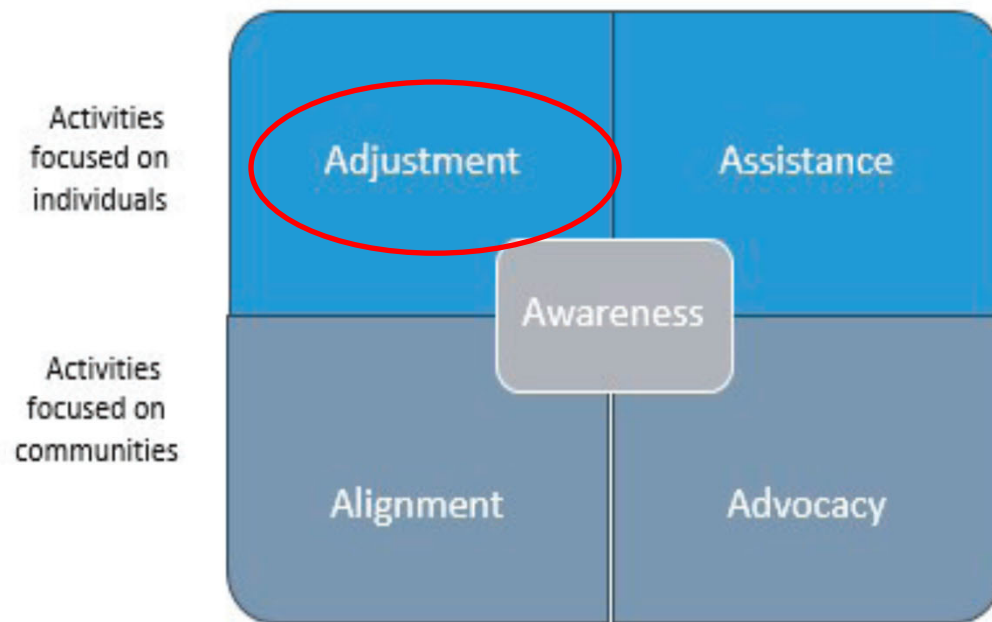 Activities
focused on
individuals
Adjustment
Assistance
Awareness
Activities
focused on
communities
Alignment
Advocacy